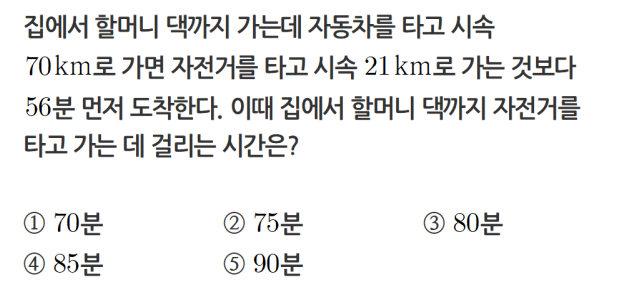 집에서 할머니 댁까지 가는데 자동차를 타고 시속
70km로 가면 자전거를 타고 시속 21km로 가는 것보다
56분 먼저 도착한다. 이때 집에서 할머니 댁까지 자전거를
타고 가는 데 걸리는 시간은?
① 70분 ② 75분 ③ 80분
④ 85분 ⑤ 90분